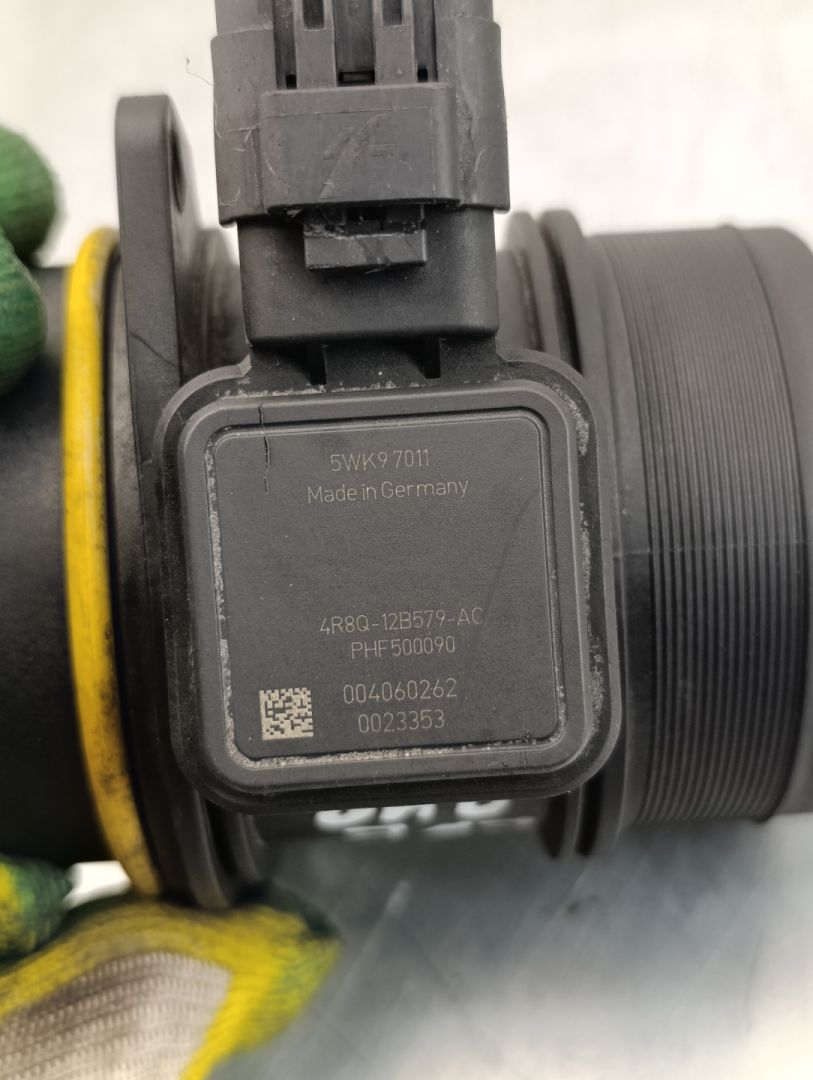 5WK9 7011
Made in Germany
4R8Q-12B579-AC
PHF500090
004060262
0023353